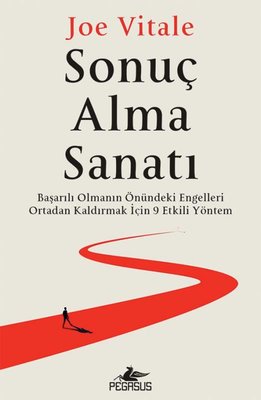 Joe Vitale
Sonuç
Alma
Sanatı
Başarılı Olmanın Önündeki Engelleri
Ortadan Kaldırmak İçin 9 Etkili Yöntem
PEGASUS